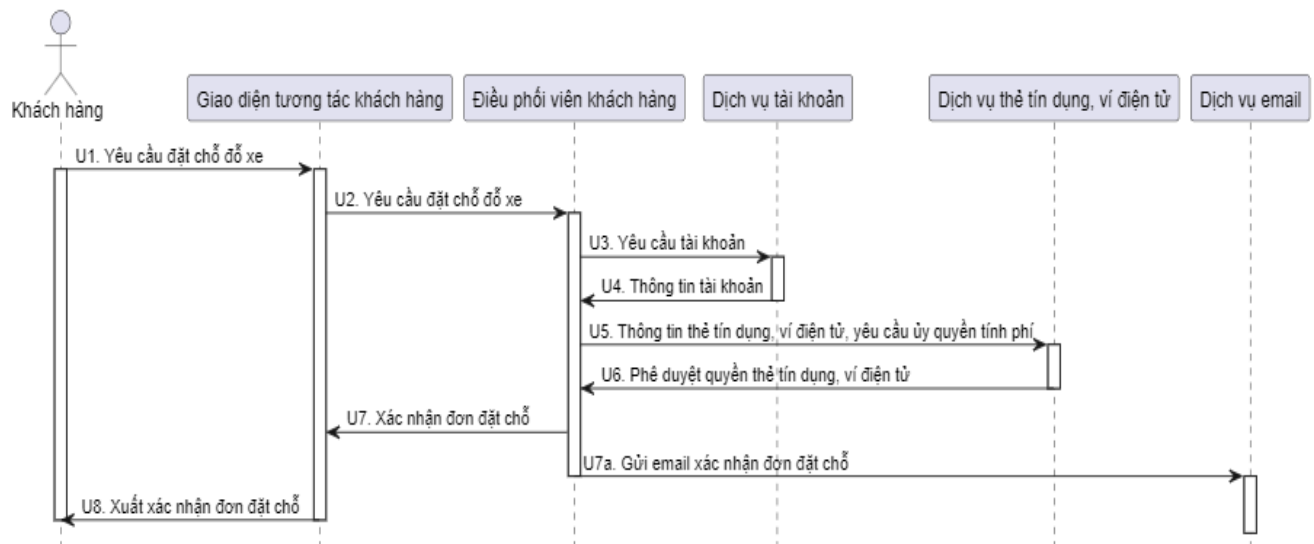 Khách hàng
Giao diện tương tác khách hàng
Điều phối viên khách hàng
Dịch vụ tài khoản
Dịch vụ thẻ tín dụng, ví điện tử
Dịch vụ email
U1. Yêu cầu đặt chỗ đỗ xe
U2. Yêu cầu đặt chỗ đỗ xe
U3. Yêu cầu tài khoản
U4. Thông tin tài khoản
U5. Thông tin thẻ tín dụng, ví điện tử, yêu cầu ủy quyền tính phí
U6. Phê duyệt quyền thẻ tín dụng, ví điện tử
U7. Xác nhận đơn đặt chỗ
U7a. Gửi email xác nhận đơn đặt chỗ
U8. Xuất xác nhận đơn đặt chỗ